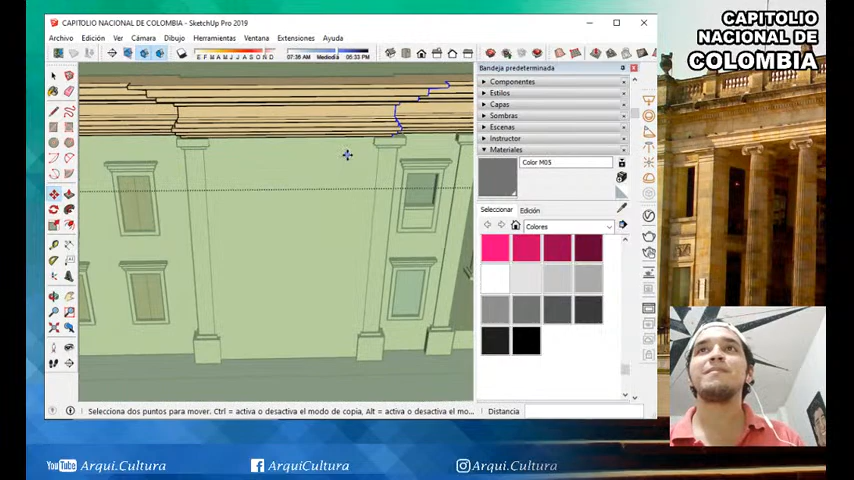 CAPITOLIO NACIONAL DE COLOMBIA - SketchUp Pro 2019
Archivo Edición Ver Cámara Dibujo Herramientas Ventana Extensiones Ayuda
E F M A M J J A S O N D
07:36 AM Mediodía 05:33 PM
Bandeja predeterminada
Componentes
Estilos
Capas
Sombras
Escenas
Instructor
Materiales
Color M05
Seleccionar Edición
Colores
Selecciona dos puntos para mover. Ctrl = activa o desactiva el modo de copia, Alt = activa o desactiva el mo...
Distancia
CAPITOLIO
NACIONAL DE
COLOMBIA
YouTube Arqui.Cultura
ArquiCultura
Arqui.Cultura